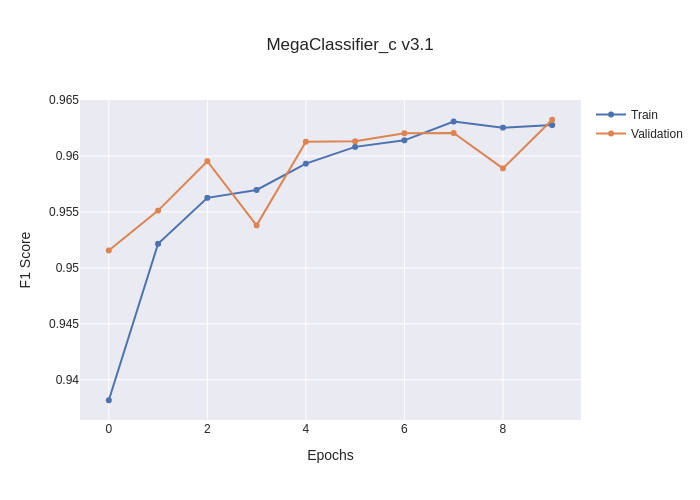 MegaClassifier_c v3.1
0.965
0.96
0.955
0.95
0.945
0.94
F1 Score
0 2 4 6 8
Epochs
Train
Validation